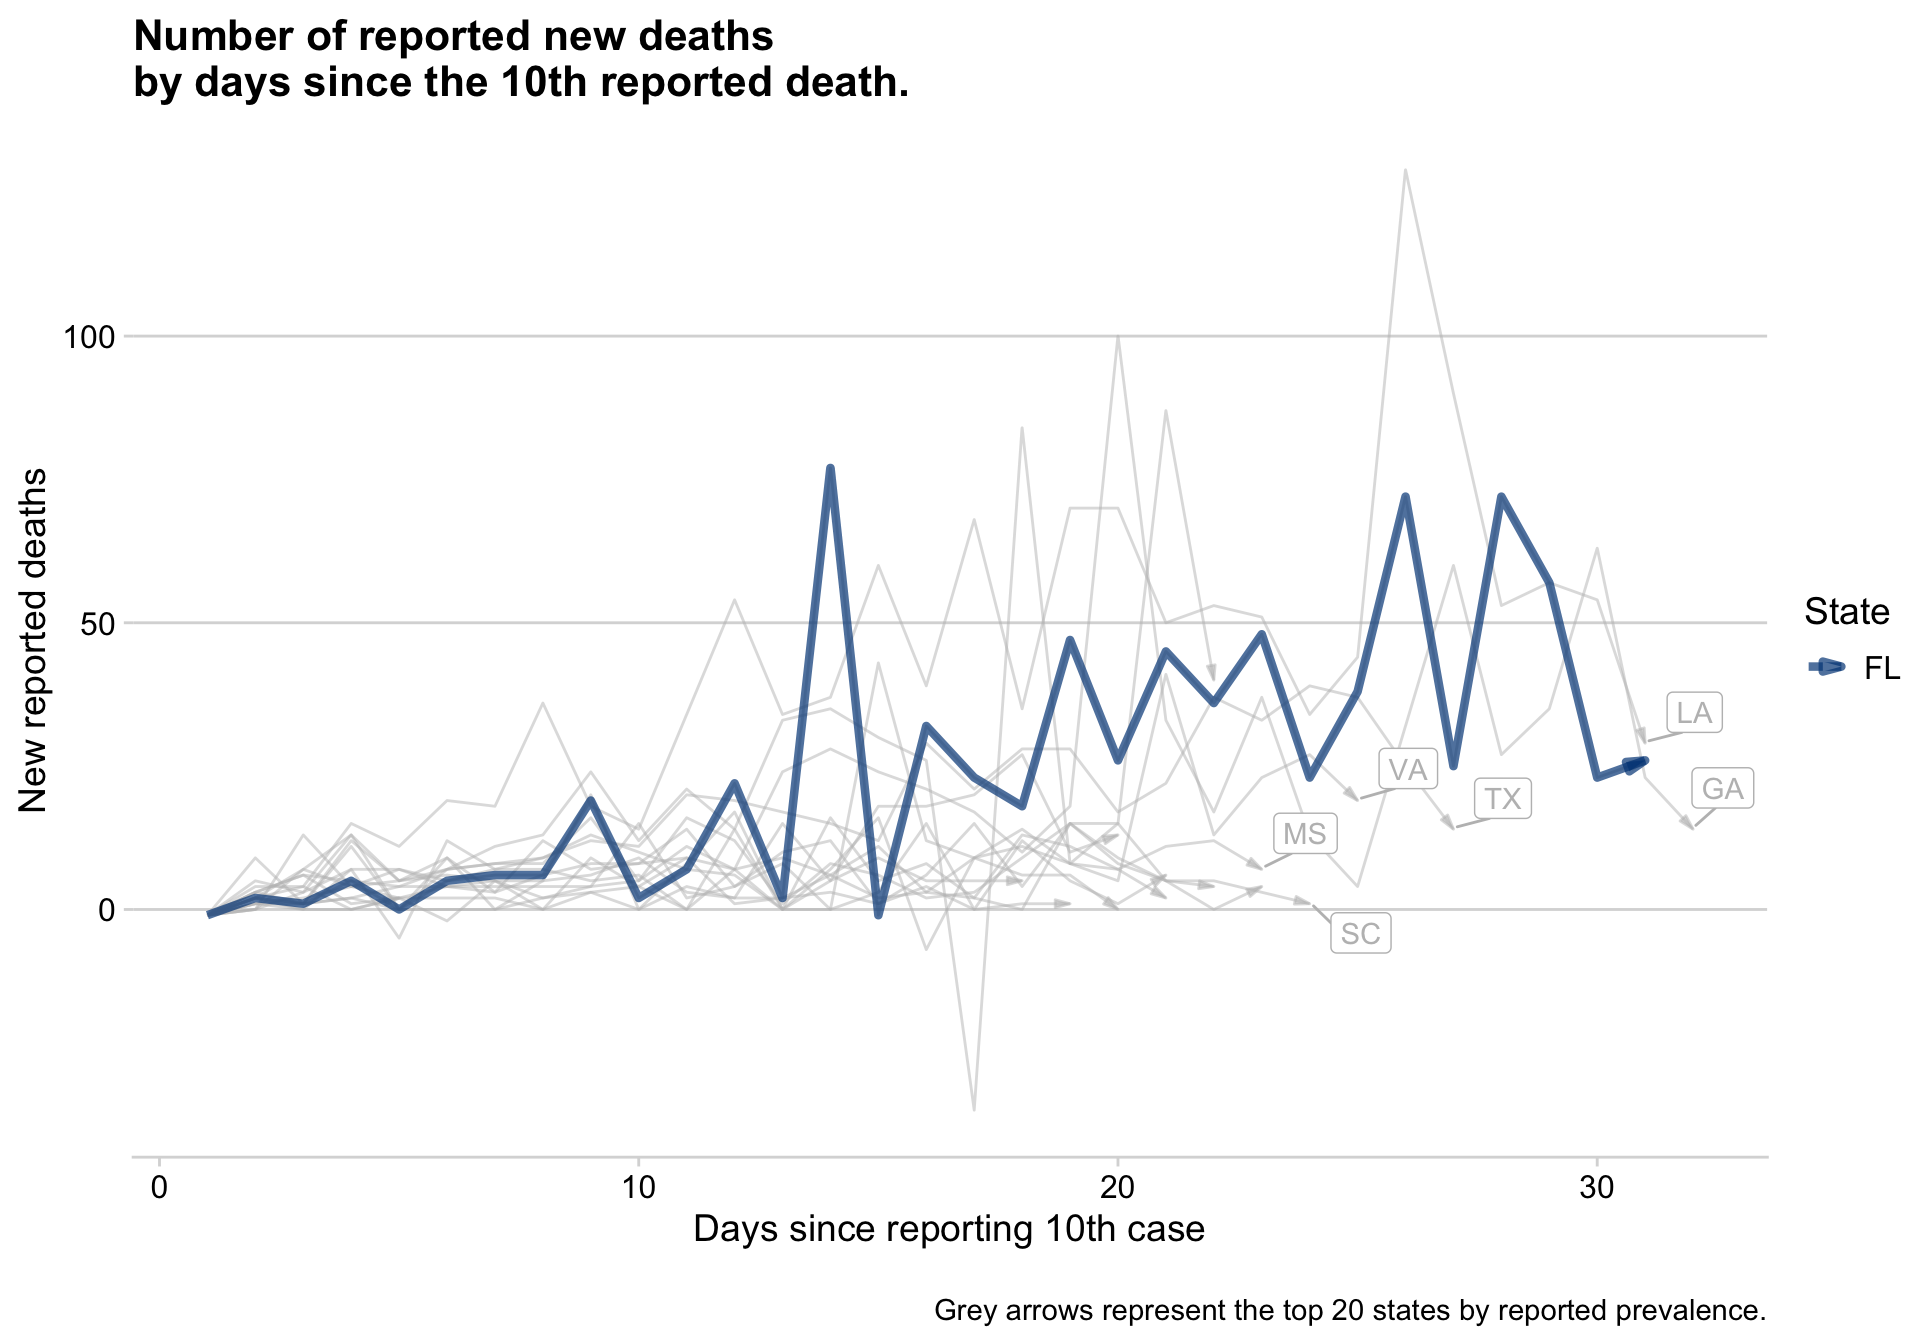 Number of reported new deaths
by days since the 10th reported death.
100
50
0
New reported deaths
LA
VA
GA
TX
MS
SC
State
FL
0 10 20 30
Days since reporting 10th case
Grey arrows represent the top 20 states by reported prevalence.